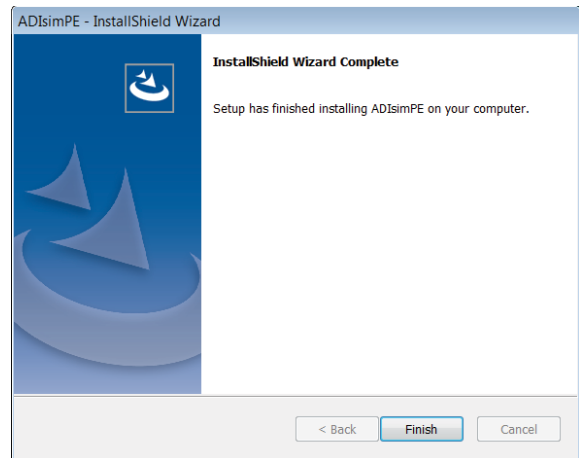 ADIsimPE - InstallShield Wizard
InstallShield Wizard Complete
Setup has finished installing ADIsimPE on your computer.
< Back
Finish
Cancel